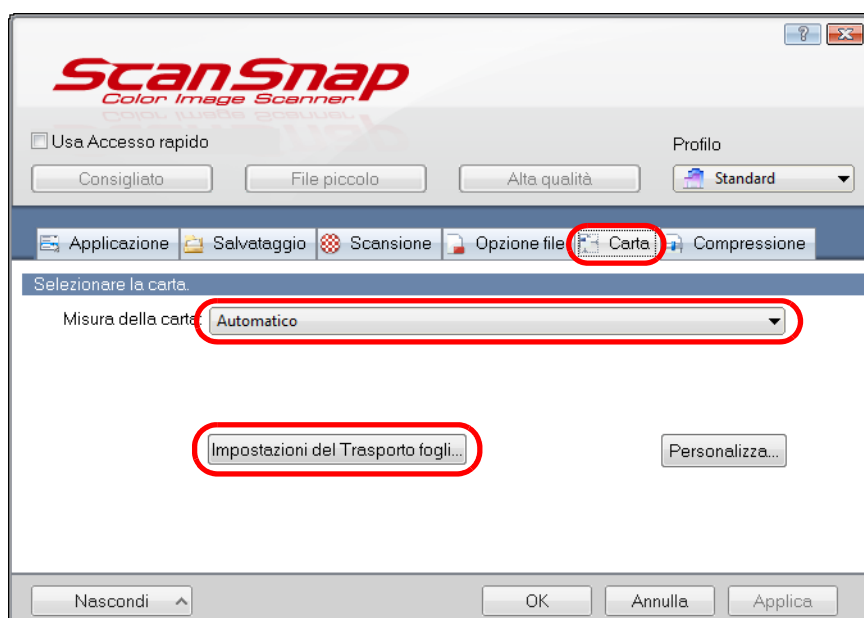 ScanSnap
Color Image Scanner
Usa Accesso rapido
Profilo
Consigliato File piccolo Alta qualità Standard
Applicazione Salvataggio Scansione Opzione file Carta Compressione
Selezionare la carta.
Misura della carta: Automatico
Impostazioni del Trasporto fogli... Personalizza...
Nascondi OK Annulla Applica